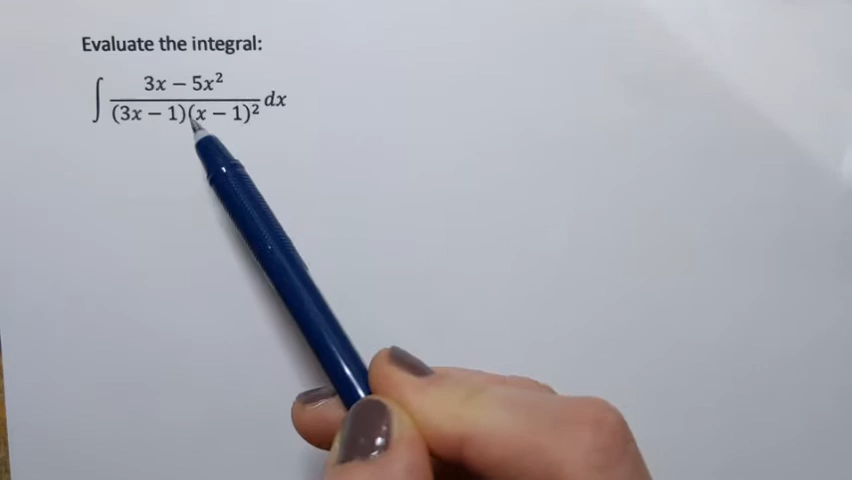 Evaluate the integral:
∫ (3x − 5x²)/((3x − 1)(x − 1)²) dx